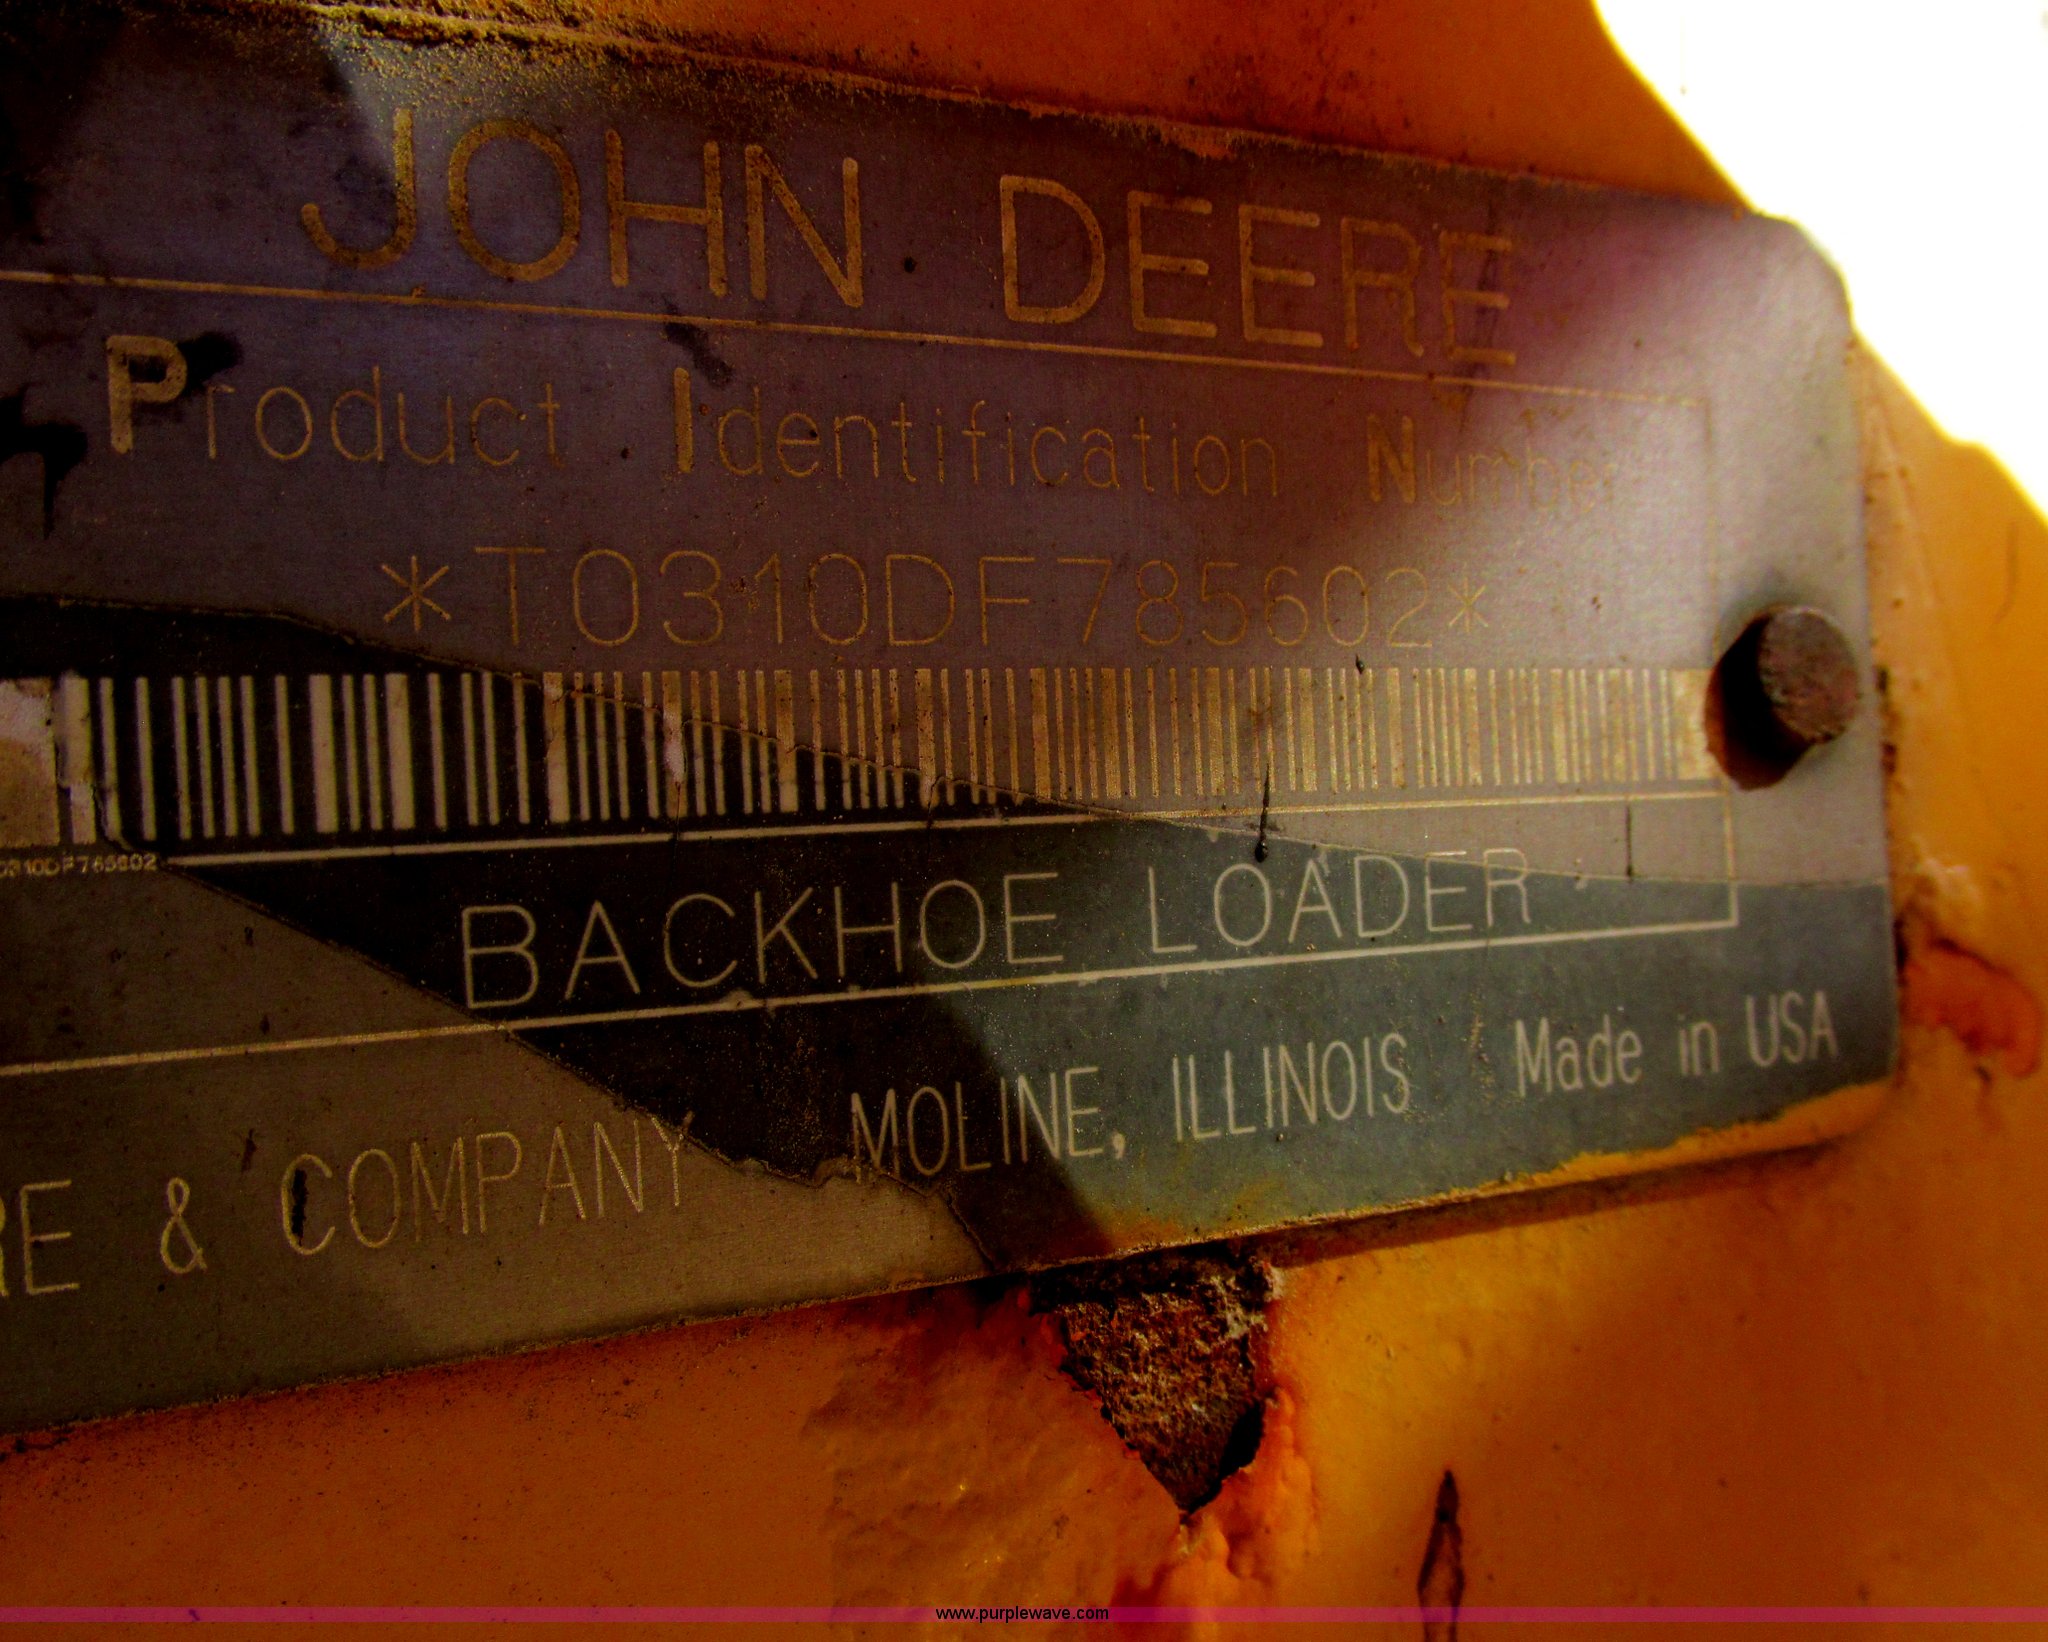 JOHN DEERE
Product Identification Number
*T0310DF785602*
0310DF785602
BACKHOE LOADER
RE & COMPANY MOLINE, ILLINOIS Made in USA
www.purplewave.com